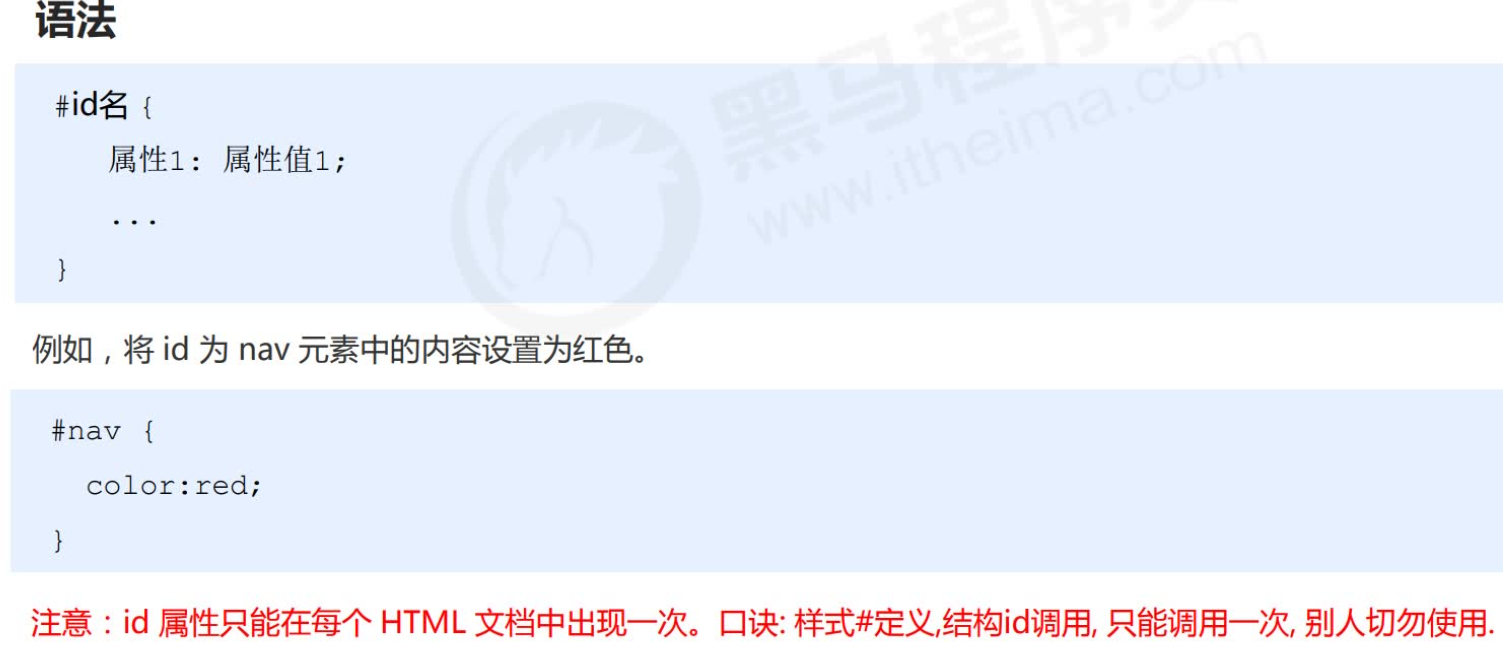 语法
#id名 {
属性1: 属性值1;
...
}
例如，将 id 为 nav 元素中的内容设置为红色。
#nav {
color:red;
}
注意：id 属性只能在每个 HTML 文档中出现一次。口诀: 样式#定义,结构id调用, 只能调用一次, 别人切勿使用.
黑马程序员
www.itheima.com